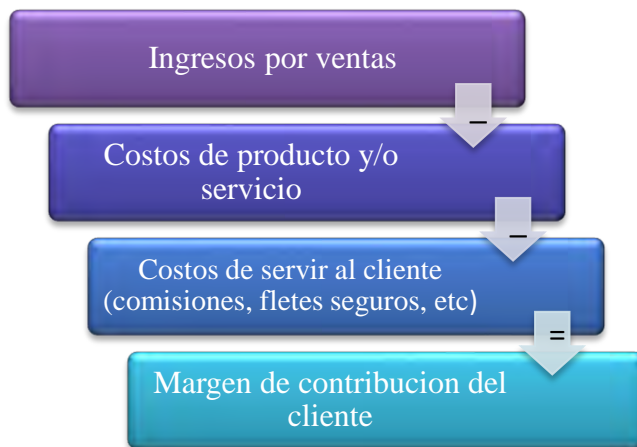 Ingresos por ventas
–
Costos de producto y/o
servicio
–
Costos de servir al cliente
(comisiones, fletes seguros, etc)
=
Margen de contribucion del
cliente